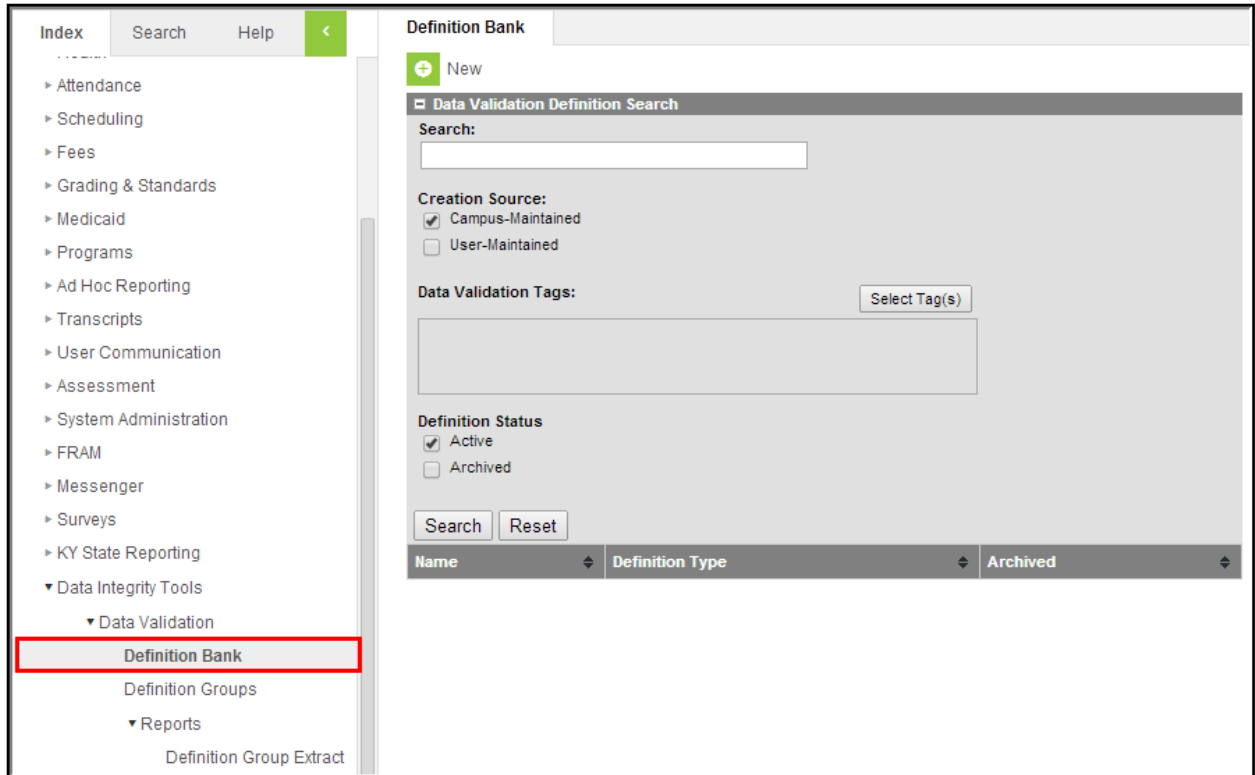 Index Search Help
Attendance
Scheduling
Fees
Grading & Standards
Medicaid
Programs
Ad Hoc Reporting
Transcripts
User Communication
Assessment
System Administration
FRAM
Messenger
Surveys
KY State Reporting
Data Integrity Tools
Data Validation
Definition Bank
Definition Groups
Reports
Definition Group Extract
Definition Bank
New
Data Validation Definition Search
Search:
Creation Source:
Campus-Maintained
User-Maintained
Data Validation Tags:
Select Tag(s)
Definition Status
Active
Archived
Search Reset
Name Definition Type Archived